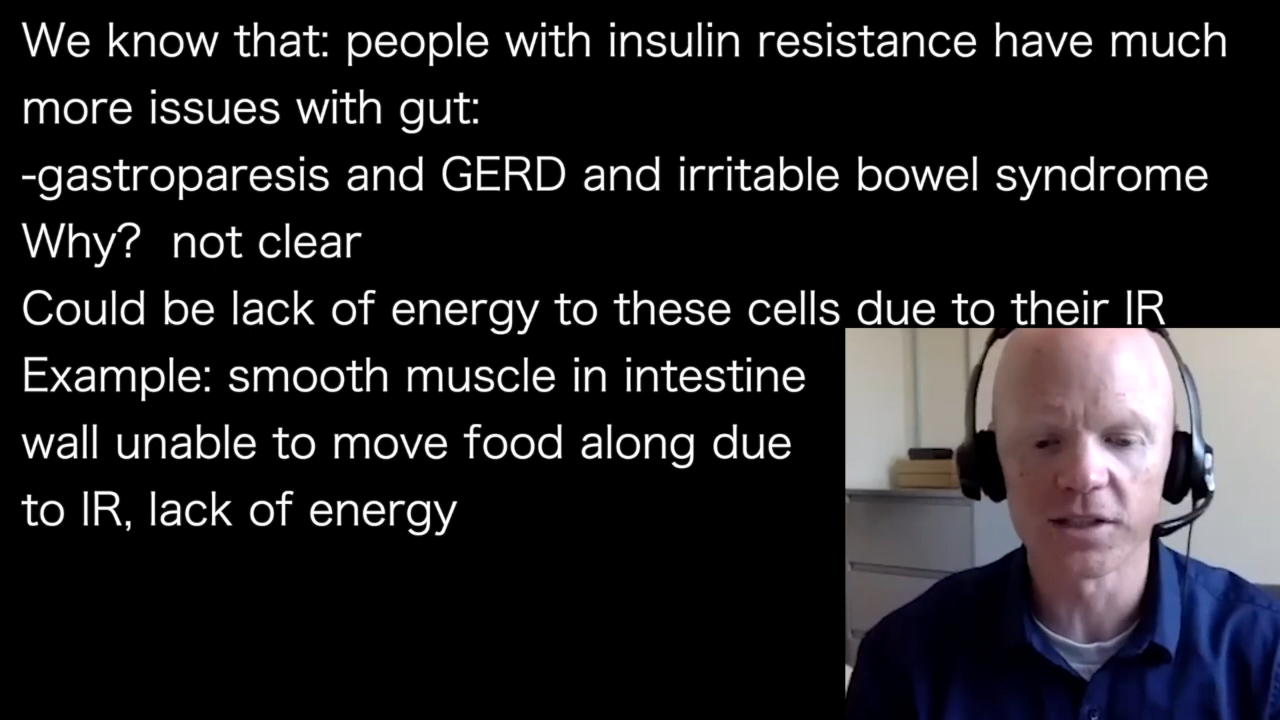 We know that: people with insulin resistance have much
more issues with gut:
-gastroparesis and GERD and irritable bowel syndrome
Why?  not clear
Could be lack of energy to these cells due to their IR
Example: smooth muscle in intestine
wall unable to move food along due
to IR, lack of energy